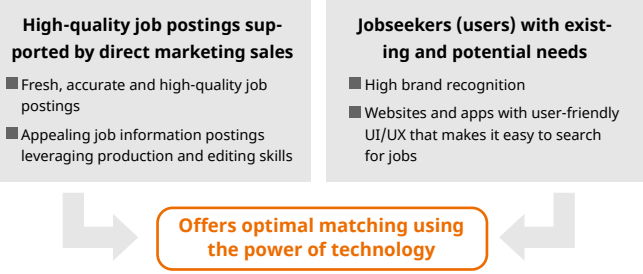 High-quality job postings sup-
ported by direct marketing sales
■ Fresh, accurate and high-quality job
postings
■ Appealing job information postings
leveraging production and editing skills
Jobseekers (users) with exist-
ing and potential needs
■ High brand recognition
■ Websites and apps with user-friendly
UI/UX that makes it easy to search
for jobs
Offers optimal matching using
the power of technology